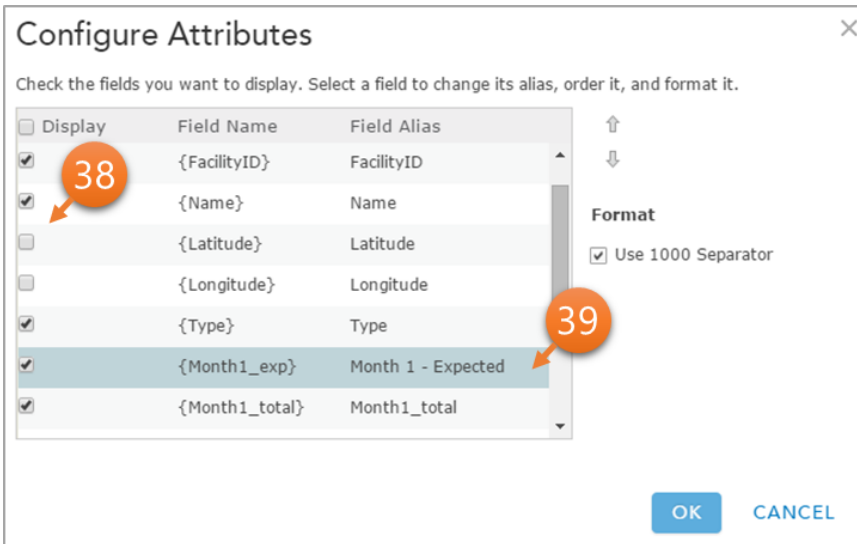 Configure Attributes
Check the fields you want to display. Select a field to change its alias, order it, and format it.
Display Field Name Field Alias
{FacilityID} FacilityID
38
{Name} Name
Format
{Latitude} Latitude
Use 1000 Separator
{Longitude} Longitude
39
{Type} Type
{Month1_exp} Month 1 - Expected
{Month1_total} Month1_total
OK CANCEL